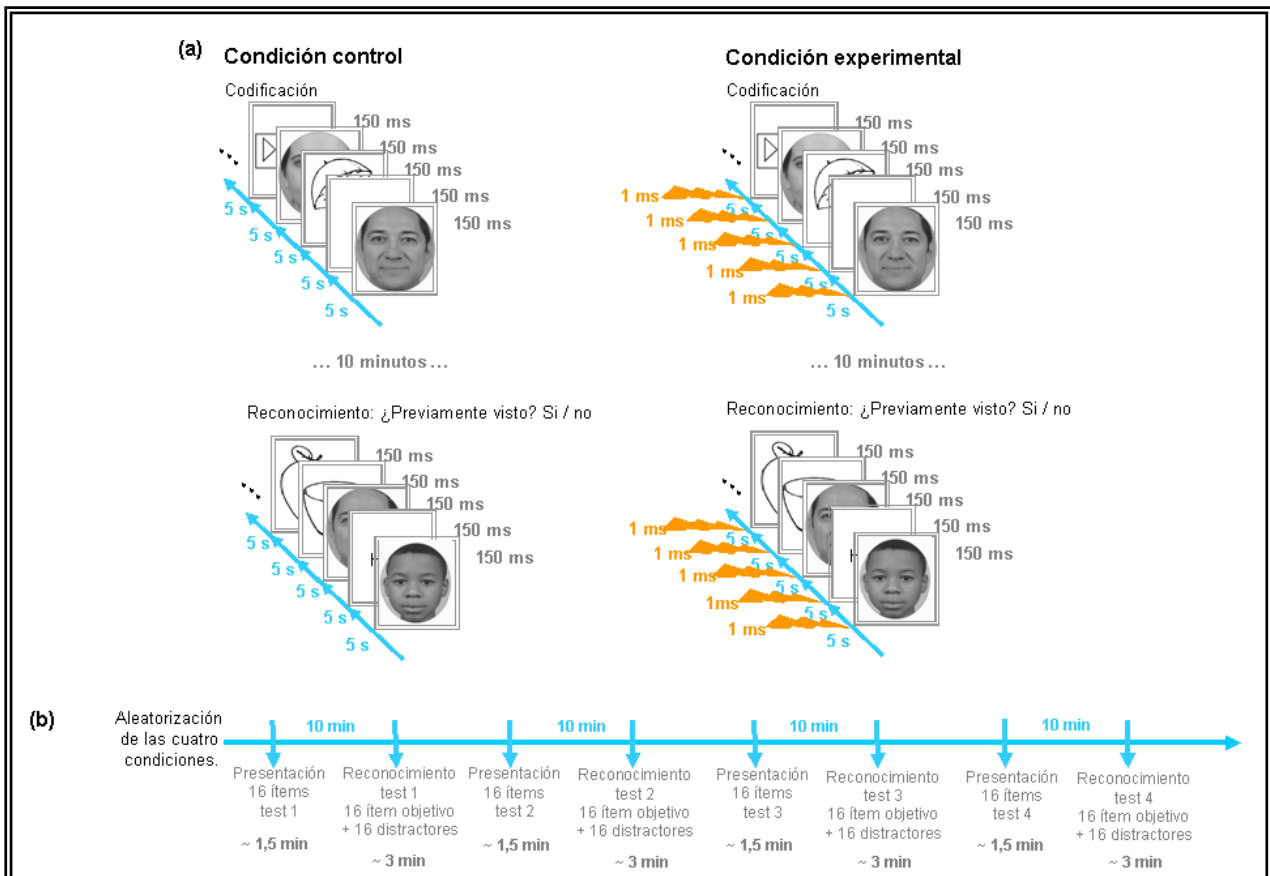 (a) Condición control
Codificación
150 ms
150 ms
150 ms
150 ms
150 ms
5 s
5 s
5 s
5 s
5 s
... 10 minutos ...
Reconocimiento: ¿Previamente visto? Si / no
150 ms
150 ms
150 ms
150 ms
150 ms
5 s
5 s
5 s
5 s
5 s
Condición experimental
Codificación
150 ms
150 ms
150 ms
150 ms
150 ms
1 ms
1 ms
1 ms
1 ms
1 ms
5 s
5 s
5 s
5 s
5 s
... 10 minutos ...
Reconocimiento: ¿Previamente visto? Si / no
150 ms
150 ms
150 ms
150 ms
150 ms
1 ms
1 ms
1 ms
1ms
1 ms
5 s
5 s
5 s
5 s
5 s
(b) Aleatorización
de las cuatro
condiciones.
10 min
10 min
10 min
10 min
Presentación
16 ítems
test 1
~ 1,5 min
Reconocimiento
test 1
16 ítem objetivo
+ 16 distractores
~ 3 min
Presentación
16 ítems
test 2
~ 1,5 min
Reconocimiento
test 2
16 ítem objetivo
+ 16 distractores
~ 3 min
Presentación
16 ítems
test 3
~ 1,5 min
Reconocimiento
test 3
16 ítem objetivo
+ 16 distractores
~ 3 min
Presentación
16 ítems
test 4
~ 1,5 min
Reconocimiento
test 4
16 ítem objetivo
+ 16 distractores
~ 3 min